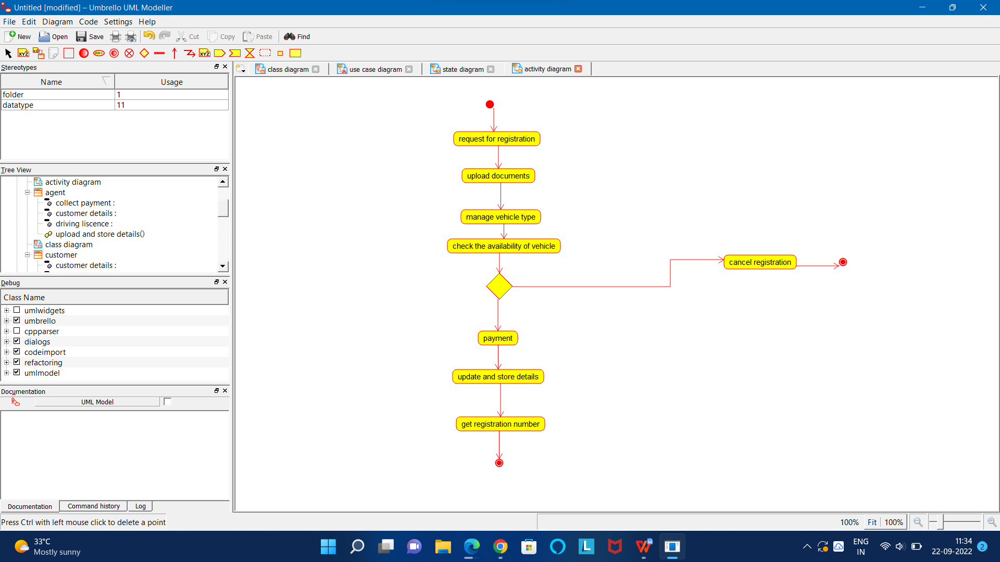 Untitled [modified] – Umbrello UML Modeller
File Edit Diagram Code Settings Help
New Open Save Cut Copy Paste Find
XYZ XYZ ABC XYZ
Stereotypes
Name Usage
folder 1
datatype 11
Tree View
activity diagram
agent
collect payment :
customer details :
driving liscence :
upload and store details()
class diagram
customer
customer details :
Debug
Class Name
umlwidgets
umbrello
cppparser
dialogs
codeimport
refactoring
umlmodel
Documentation
UML Model
Documentation Command history Log
Press Ctrl with left mouse click to delete a point
class diagram use case diagram state diagram activity diagram
request for registration
upload documents
manage vehicle type
check the availability of vehicle
cancel registration
payment
update and store details
get registration number
100% Fit 100%
33°C
Mostly sunny
L
ENG
IN
11:34
22-09-2022
2